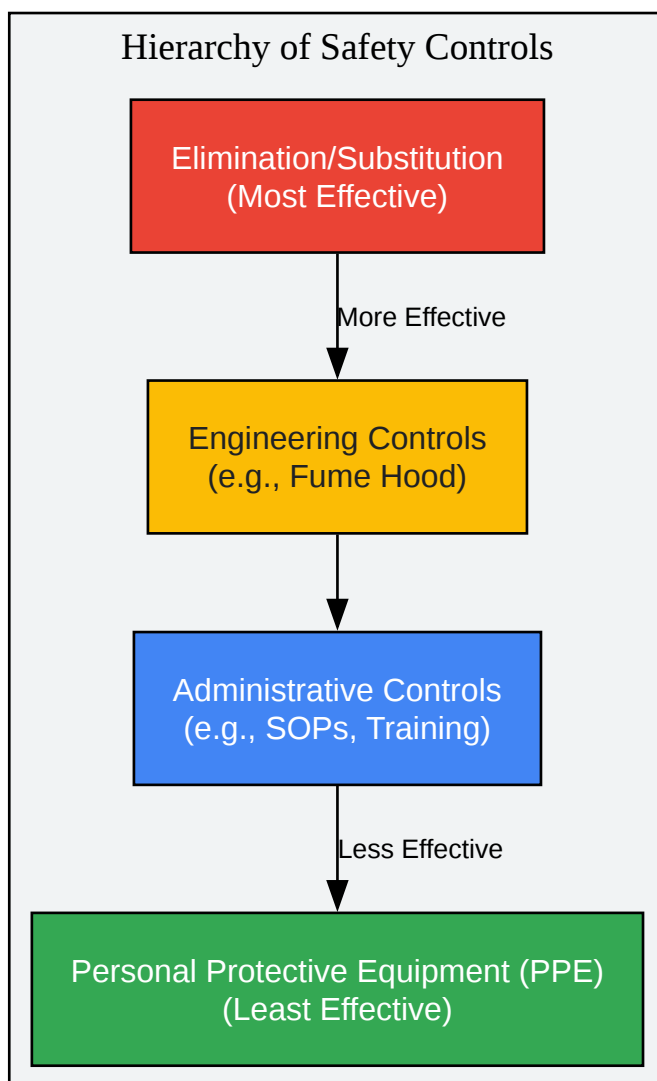 Hierarchy of Safety Controls
Elimination/Substitution
(Most Effective)
More Effective
Engineering Controls
(e.g., Fume Hood)
Administrative Controls
(e.g., SOPs, Training)
Less Effective
Personal Protective Equipment (PPE)
(Least Effective)